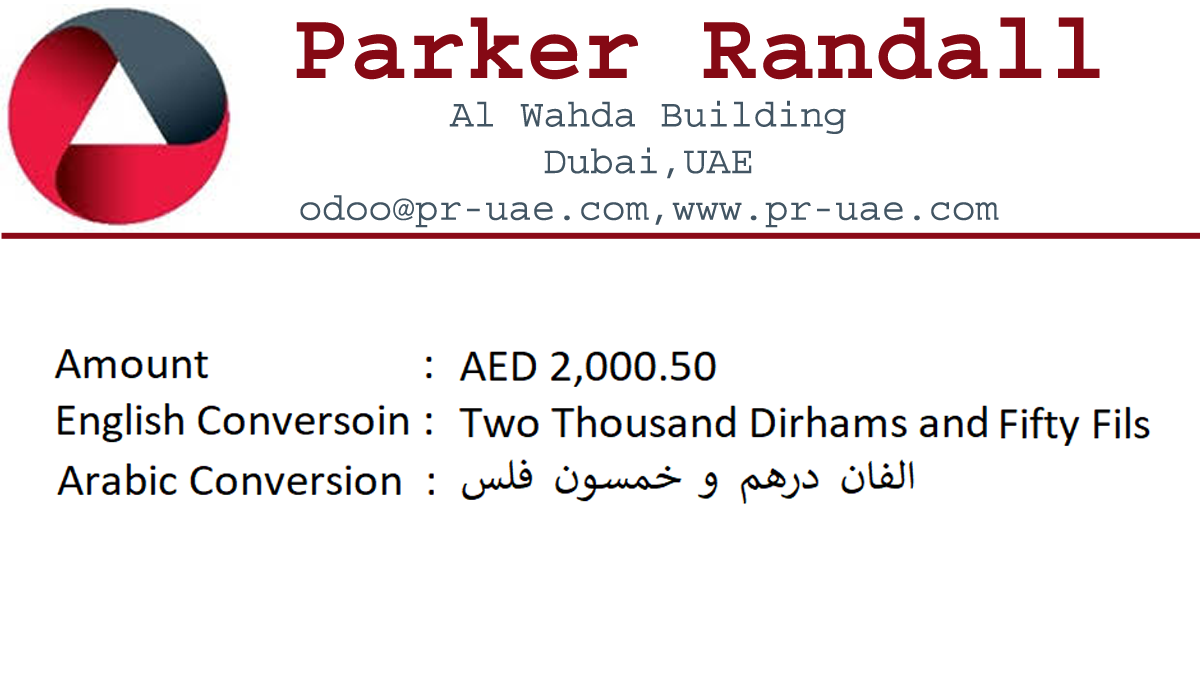 Parker Randall
Al Wahda Building
Dubai,UAE
odoo@pr-uae.com,www.pr-uae.com
Amount : AED 2,000.50
English Conversoin : Two Thousand Dirhams and Fifty Fils
Arabic Conversion : الفان درهم و خمسون فلس